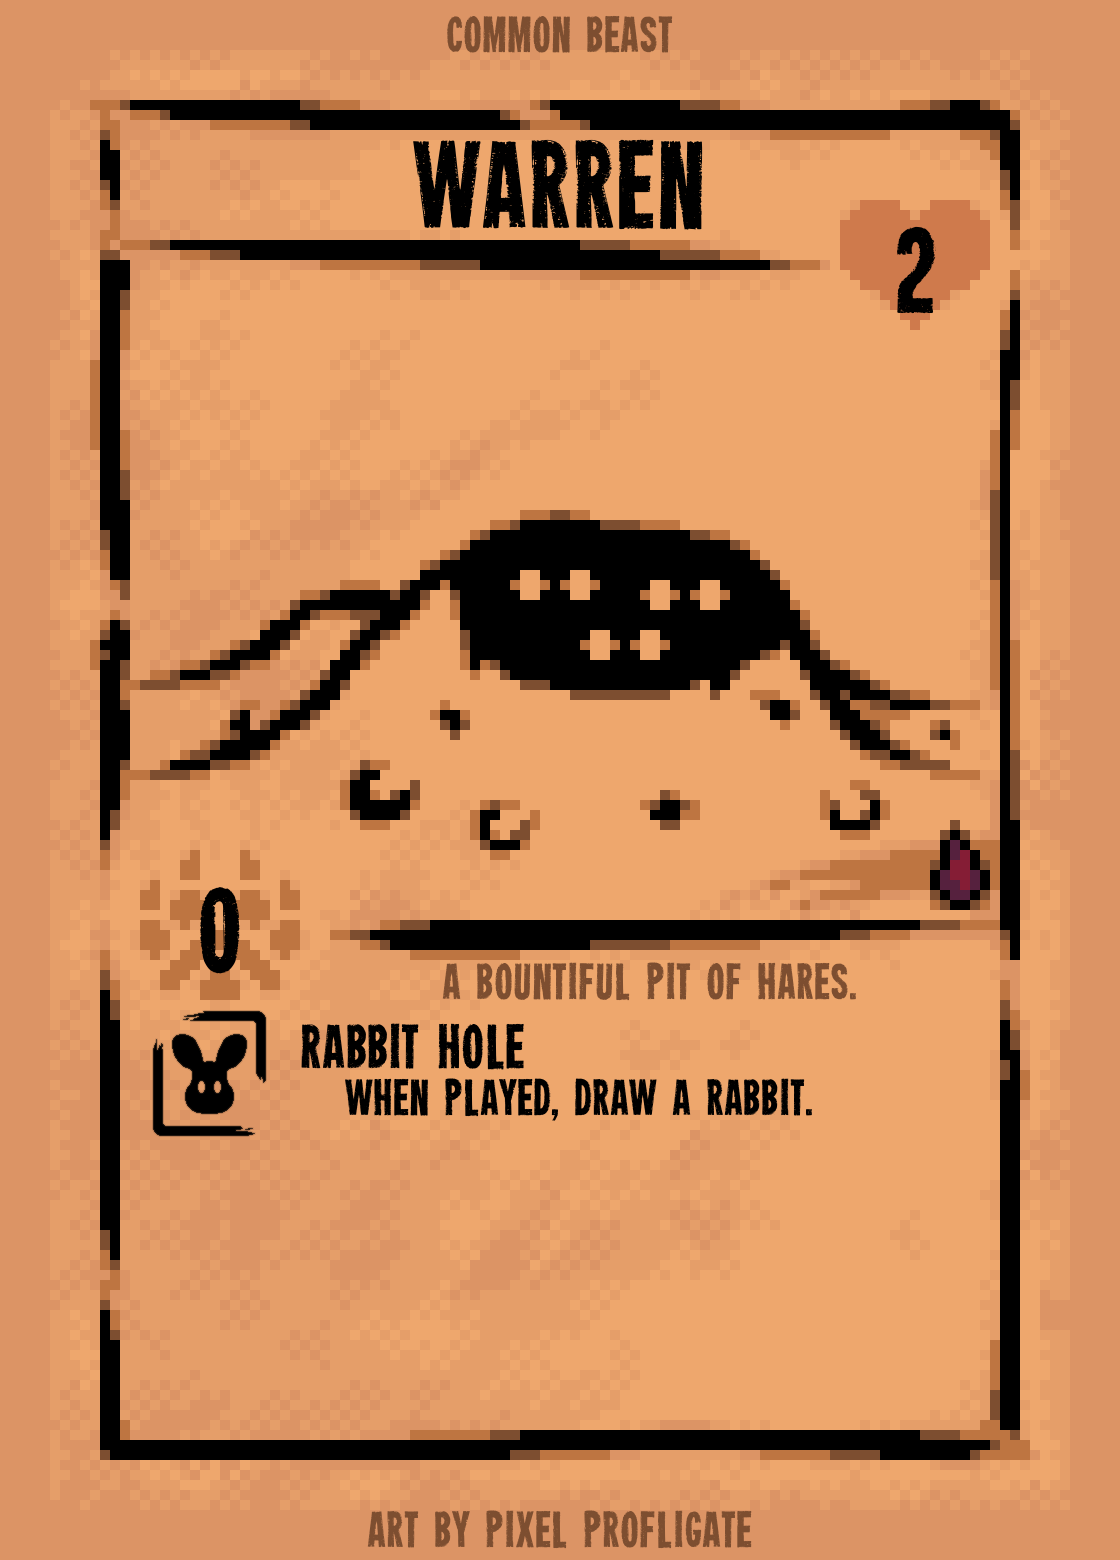 COMMON BEAST
WARREN
2
0
A BOUNTIFUL PIT OF HARES.
RABBIT HOLE
WHEN PLAYED, DRAW A RABBIT.
ART BY PIXEL PROFLIGATE